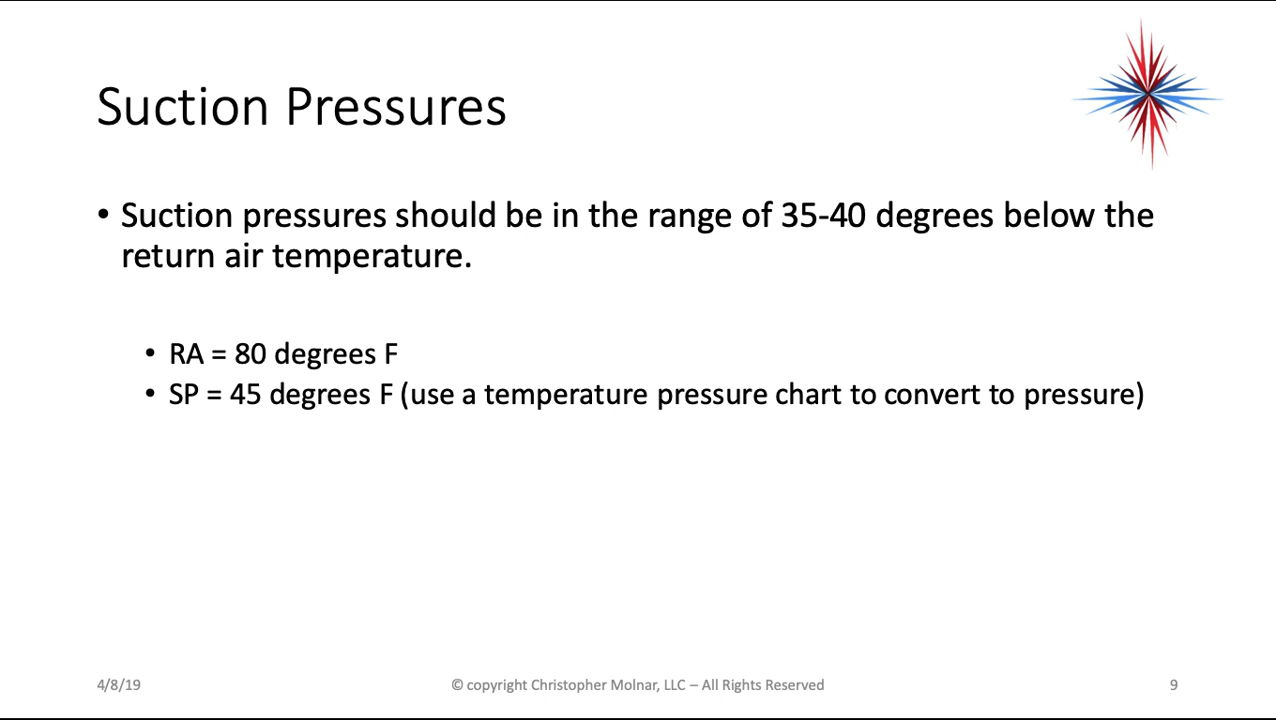 Suction Pressures
• Suction pressures should be in the range of 35-40 degrees below the
return air temperature.
• RA = 80 degrees F
• SP = 45 degrees F (use a temperature pressure chart to convert to pressure)
4/8/19
© copyright Christopher Molnar, LLC – All Rights Reserved
9